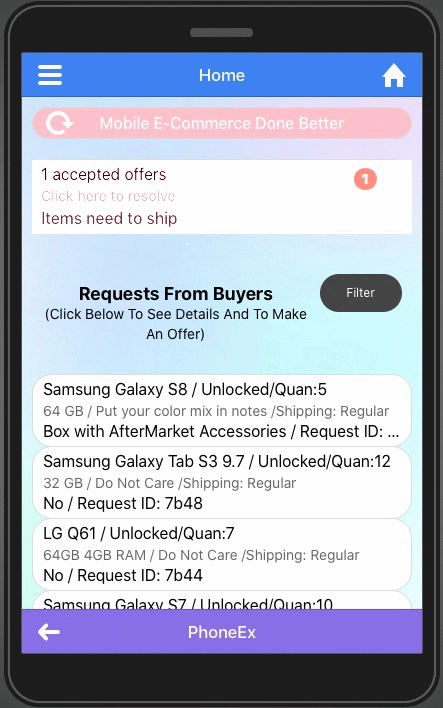 Home
Mobile E-Commerce Done Better
1 accepted offers
1
Click here to resolve
Items need to ship
Requests From Buyers
Filter
(Click Below To See Details And To Make
An Offer)
Samsung Galaxy S8 / Unlocked/Quan:5
64 GB / Put your color mix in notes /Shipping: Regular
Box with AfterMarket Accessories / Request ID: ...
Samsung Galaxy Tab S3 9.7 / Unlocked/Quan:12
32 GB / Do Not Care /Shipping: Regular
No / Request ID: 7b48
LG Q61 / Unlocked/Quan:7
64GB 4GB RAM / Do Not Care /Shipping: Regular
No / Request ID: 7b44
Samsung Galaxy S7 / Unlocked/Quan:10
PhoneEx